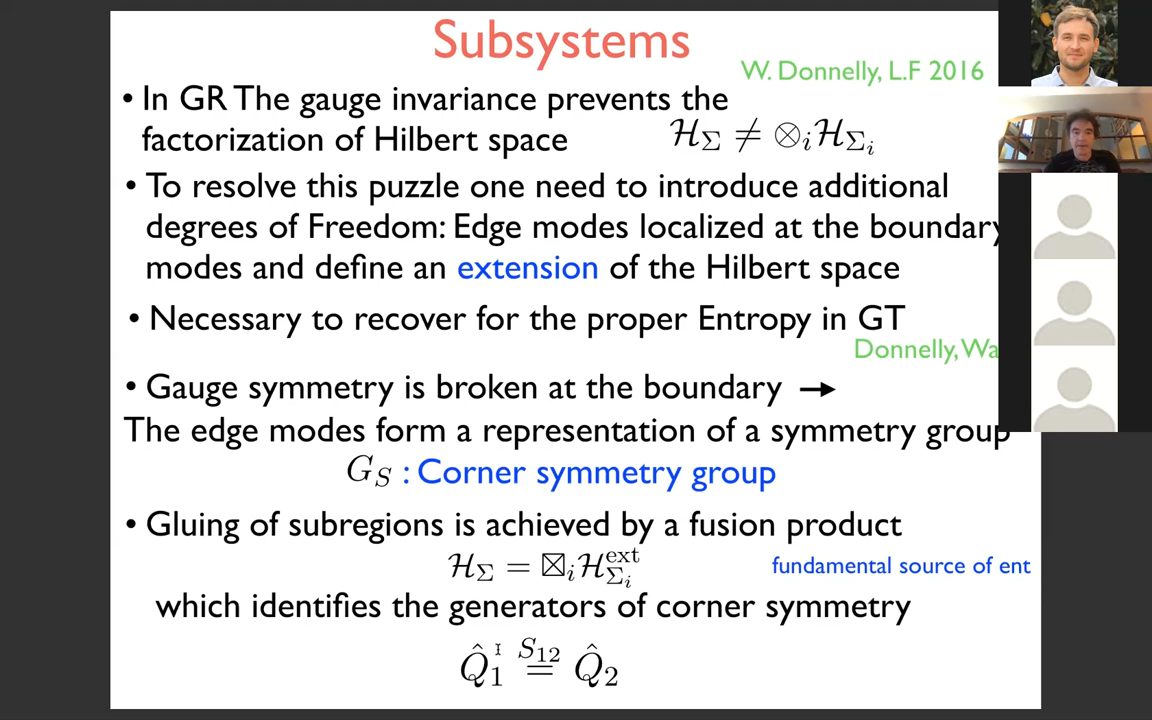 Subsystems
W. Donnelly, L.F 2016
• In GR The gauge invariance prevents the
factorization of Hilbert space
ℋ_Σ ≠ ⊗_i ℋ_{Σ_i}
• To resolve this puzzle one need to introduce additional
degrees of Freedom: Edge modes localized at the boundary
modes and define an extension of the Hilbert space
• Necessary to recover for the proper Entropy in GT
Donnelly, Wa
• Gauge symmetry is broken at the boundary →
The edge modes form a representation of a symmetry group
G_S : Corner symmetry group
• Gluing of subregions is achieved by a fusion product
ℋ_Σ = ⊠_i ℋ_{Σ_i}^{ext}
fundamental source of ent
which identifies the generators of corner symmetry
Q̂_1 =^{S_{12}} Q̂_2